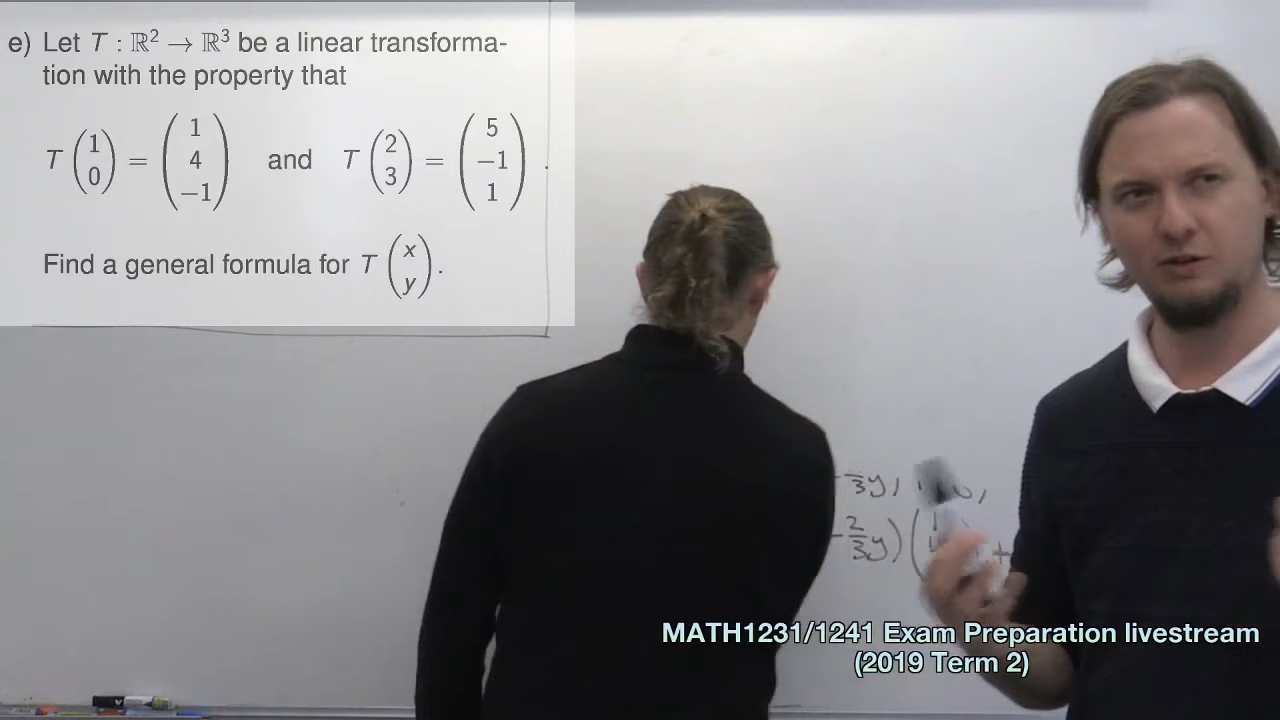 e) Let T : ℝ² → ℝ³ be a linear transforma-
tion with the property that
T (1 0) = (1 4 −1) and T (2 3) = (5 −1 1) .
Find a general formula for T (x y).
MATH1231/1241 Exam Preparation livestream
(2019 Term 2)